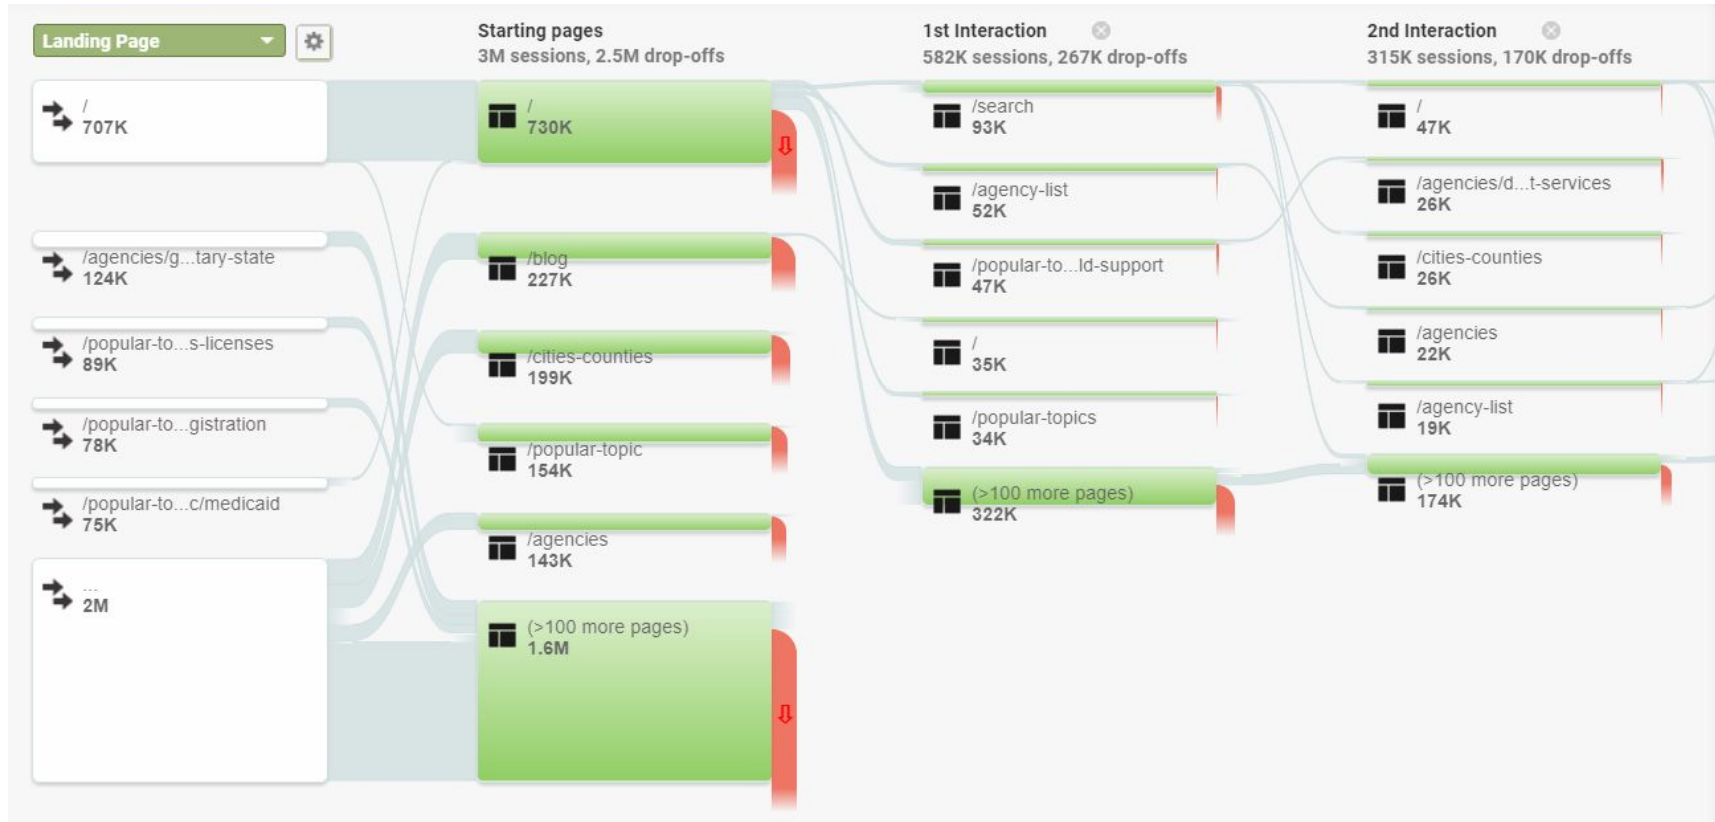 Landing Page
/
707K
/agencies/g...tary-state
124K
/popular-to...s-licenses
89K
/popular-to...gistration
78K
/popular-to...c/medicaid
75K
...
2M
Starting pages
3M sessions, 2.5M drop-offs
/
730K
/blog
227K
/cities-counties
199K
/popular-topic
154K
/agencies
143K
(>100 more pages)
1.6M
1st Interaction
582K sessions, 267K drop-offs
/search
93K
/agency-list
52K
/popular-to...ld-support
47K
/
35K
/popular-topics
34K
(>100 more pages)
322K
2nd Interaction
315K sessions, 170K drop-offs
/
47K
/agencies/d...t-services
26K
/cities-counties
26K
/agencies
22K
/agency-list
19K
(>100 more pages)
174K